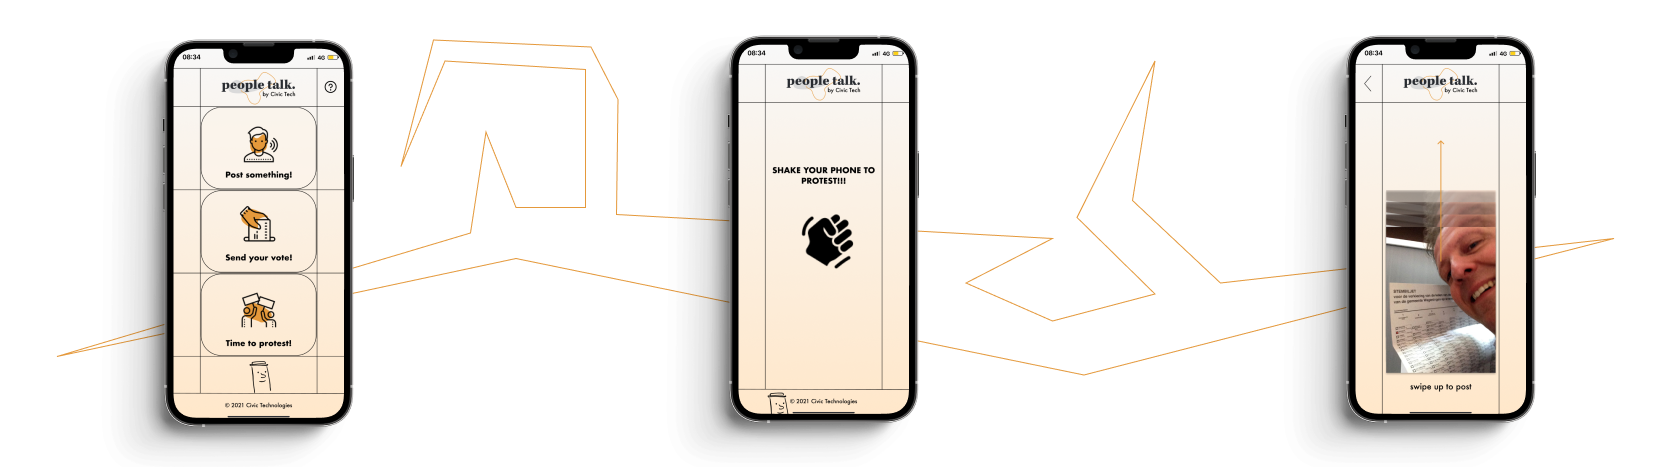 08:34
4G
people talk.
by Civic Tech
?
Post something!
Send your vote!
Time to protest!
© 2021 Civic Technologies
08:34
4G
people talk.
by Civic Tech
SHAKE YOUR PHONE TO
PROTEST!!!
© 2021 Civic Technologies
08:34
4G
people talk.
by Civic Tech
STEMBILJET
swipe up to post